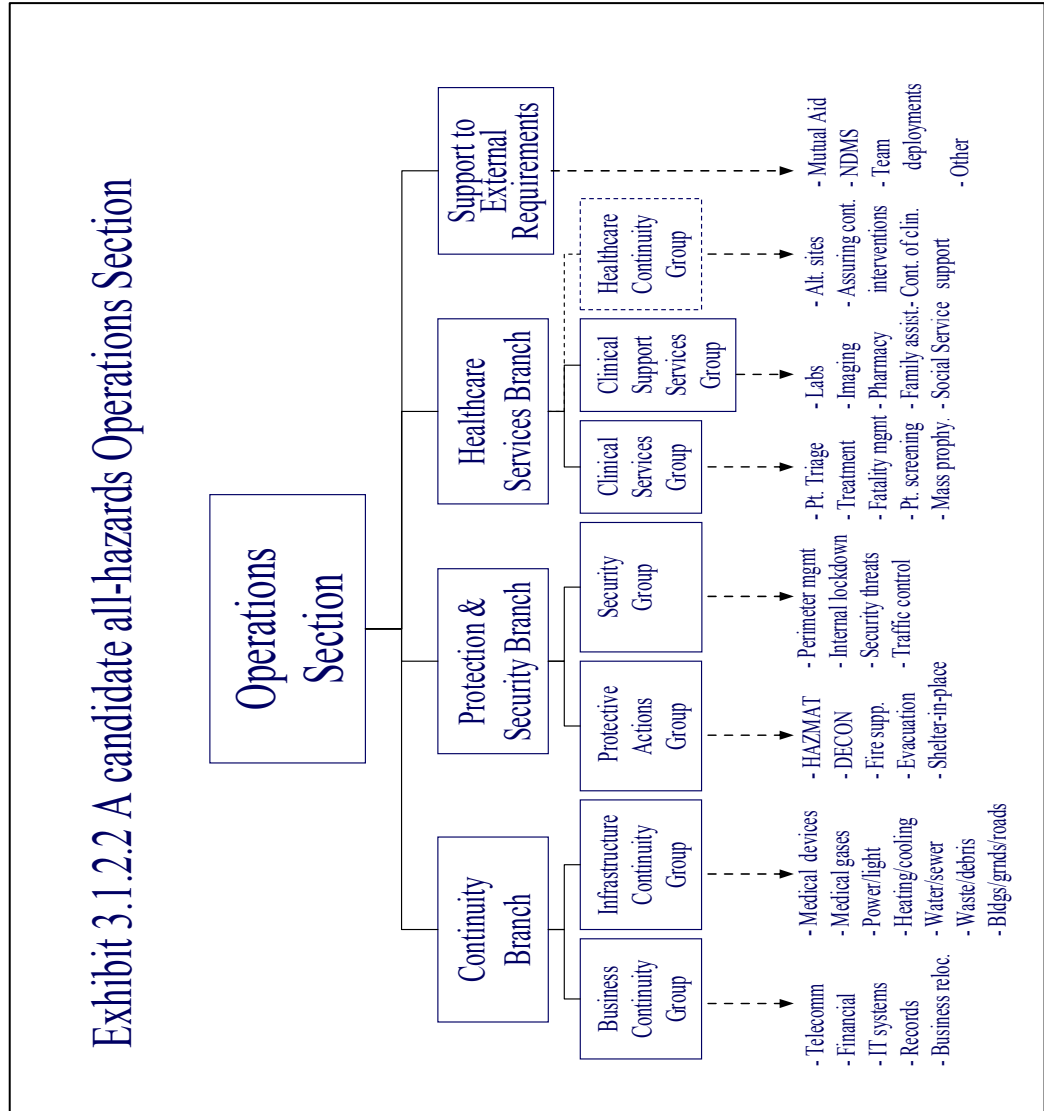 Exhibit 3.1.2.2 A candidate all-hazards Operations Section
Operations
Section
Continuity
Branch
Protection &
Security Branch
Healthcare
Services Branch
Support to
External
Requirements
Business
Continuity
Group
Infrastructure
Continuity
Group
Protective
Actions
Group
Security
Group
Clinical
Services
Group
Clinical
Support
Services
Group
Healthcare
Continuity
Group
- Telecomm
- Financial
- IT systems
- Records
- Business reloc.
- Medical devices
- Medical gases
- Power/light
- Heating/cooling
- Water/sewer
- Waste/debris
- Bldgs/grnds/roads
- HAZMAT
- DECON
- Fire supp.
- Evacuation
- Shelter-in-place
- Perimeter mgmt
- Internal lockdown
- Security threats
- Traffic control
- Pt. Triage
- Treatment
- Fatality mgmt
- Pt. screening
- Mass prophy.
- Labs
- Imaging
- Pharmacy
- Family assist.
- Social Service
- Alt. sites
- Assuring cont.
interventions
- Cont. of clin.
support
- Mutual Aid
- NDMS
- Team
deployments
- Other